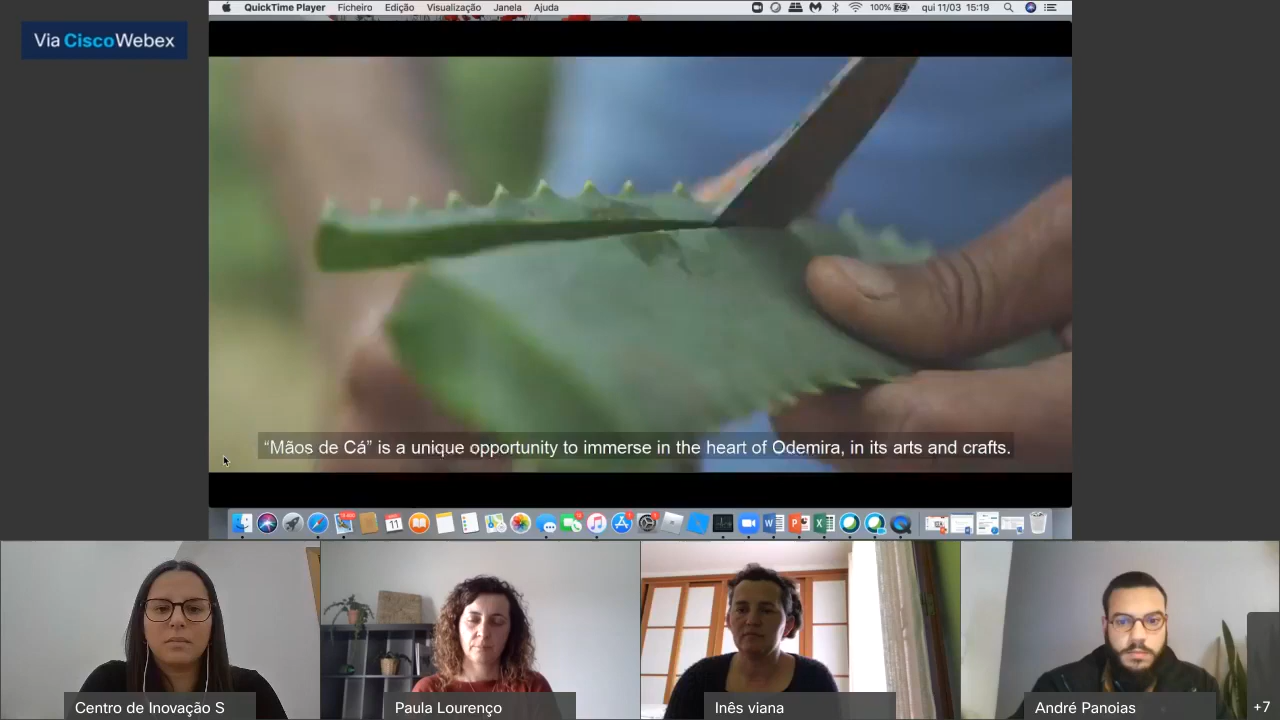 QuickTime Player Ficheiro Edição Visualização Janela Ajuda
100% qui 11/03 15:19
Via CiscoWebex
“Mãos de Cá” is a unique opportunity to immerse in the heart of Odemira, in its arts and crafts.
11
Centro de Inovação S
Paula Lourenço
Inês viana
André Panoias
+7